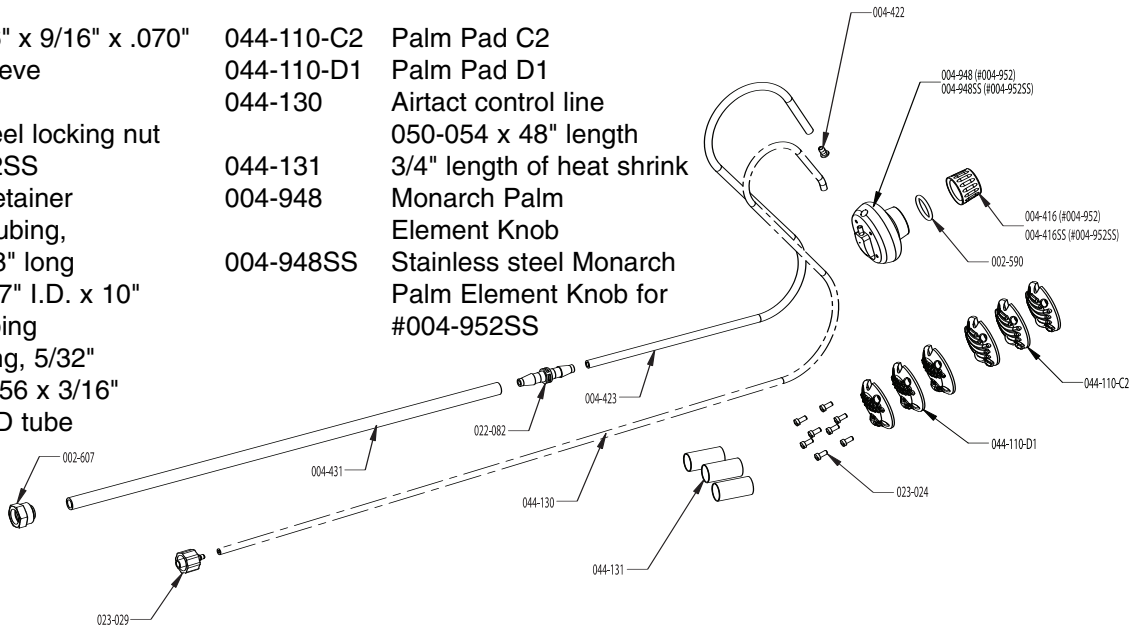 " x 9/16" x .070"
eve
eel locking nut
2SS
etainer
ubing,
8" long
7" I.D. x 10"
ing
ng, 5/32"
56 x 3/16"
D tube
044-110-C2 Palm Pad C2
044-110-D1 Palm Pad D1
044-130 Airtact control line
050-054 x 48" length
044-131 3/4" length of heat shrink
004-948 Monarch Palm
Element Knob
004-948SS Stainless steel Monarch
Palm Element Knob for
#004-952SS
004-422
004-948 (#004-952)
004-948SS (#004-952SS)
004-416 (#004-952)
004-416SS (#004-952SS)
002-590
044-110-C2
044-110-D1
023-024
004-423
022-082
004-431
002-607
044-130
044-131
023-029